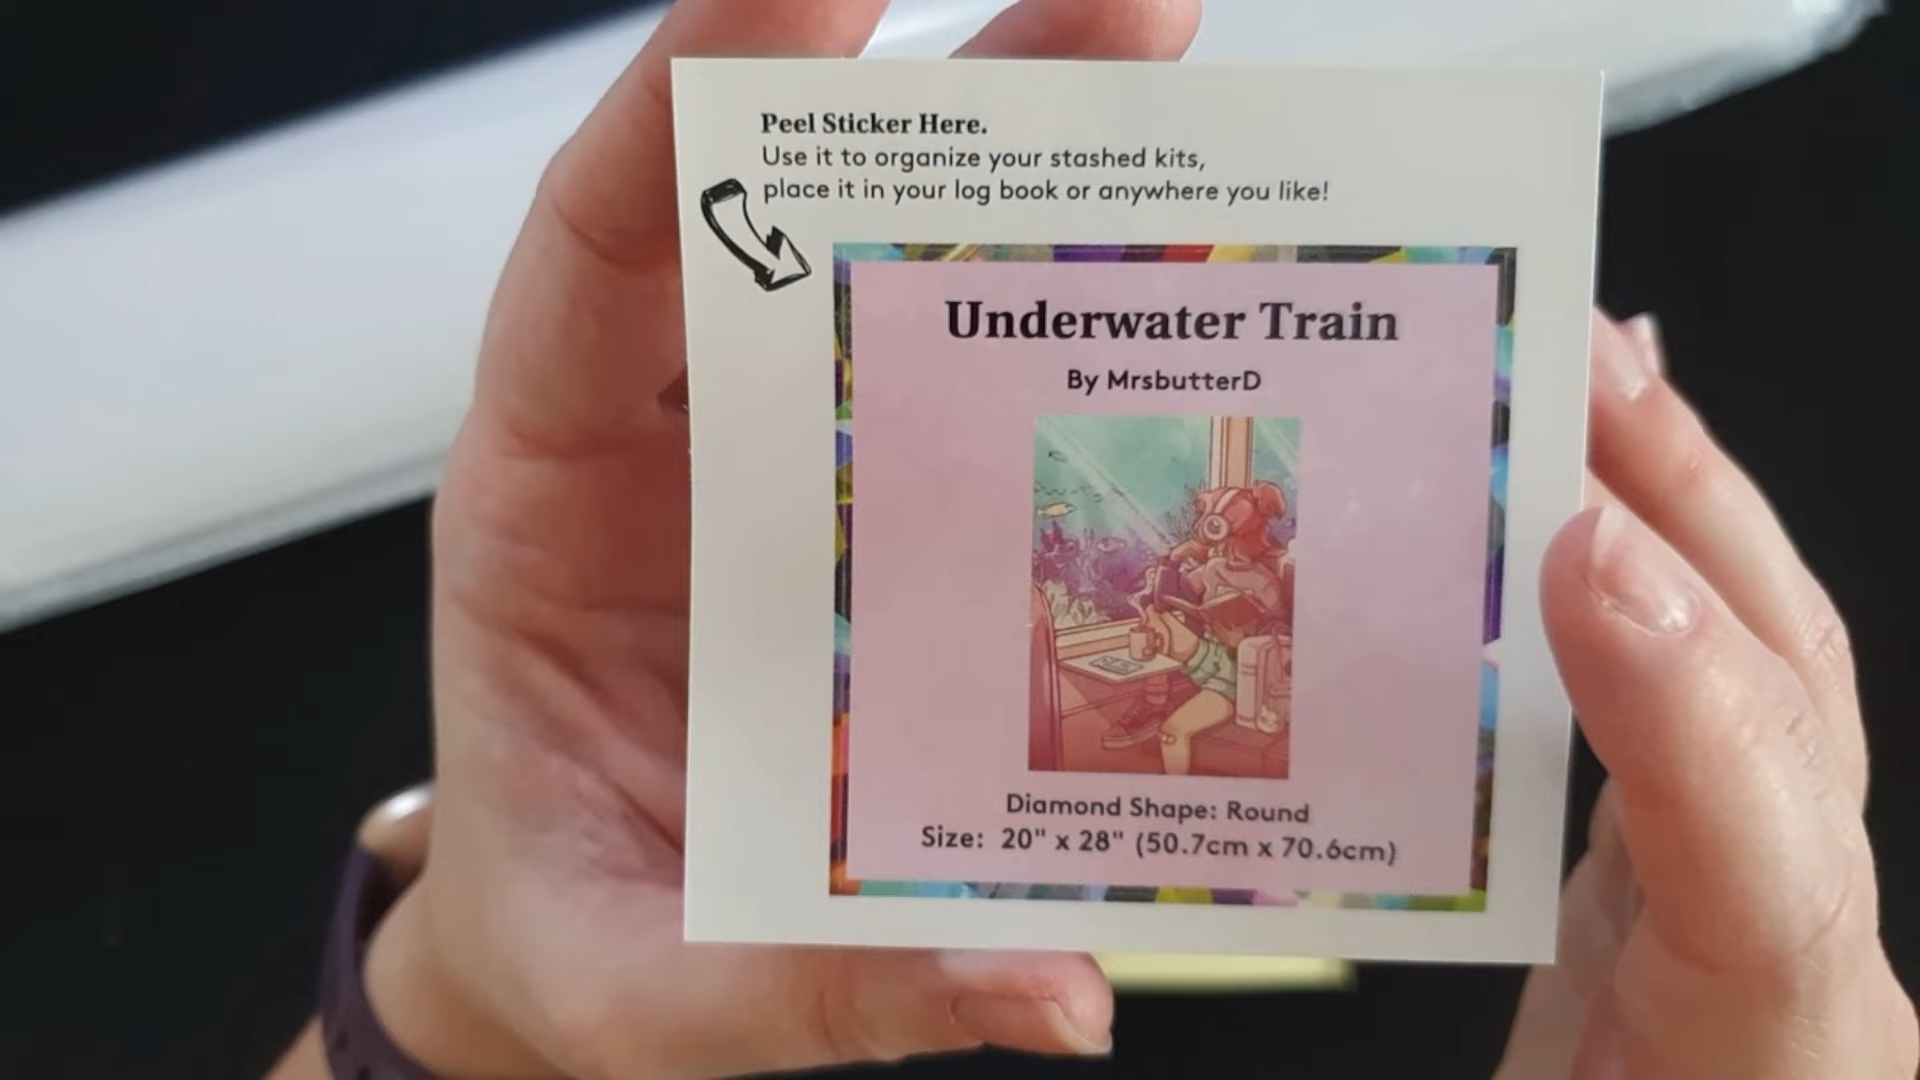 Peel Sticker Here.
Use it to organize your stashed kits,
place it in your log book or anywhere you like!
Underwater Train
By MrsbutterD
Diamond Shape: Round
Size: 20" x 28" (50.7cm x 70.6cm)